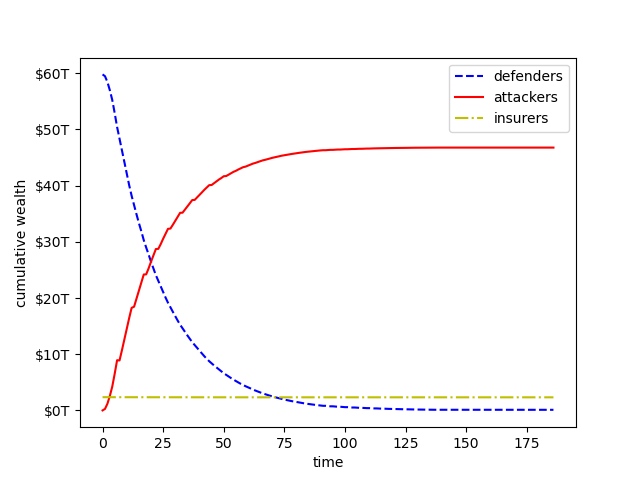 $60T
$50T
$40T
$30T
$20T
$10T
$0T
cumulative wealth
defenders
attackers
insurers
0 25 50 75 100 125 150 175
time